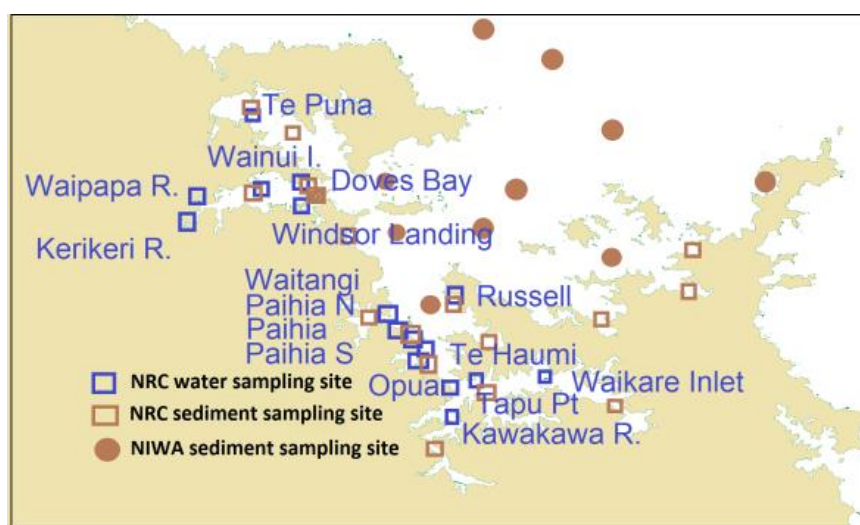 Te Puna
Wainui I.
Waipapa R.
Doves Bay
Kerikeri R.
Windsor Landing
Waitangi
Paihia N
Russell
Paihia
Paihia S
Te Haumi
Opua
Waikare Inlet
Tapu Pt
Kawakawa R.
NRC water sampling site
NRC sediment sampling site
NIWA sediment sampling site